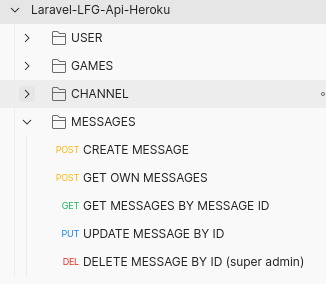 Laravel-LFG-Api-Heroku
USER
GAMES
CHANNEL
MESSAGES
POST CREATE MESSAGE
POST GET OWN MESSAGES
GET GET MESSAGES BY MESSAGE ID
PUT UPDATE MESSAGE BY ID
DEL DELETE MESSAGE BY ID (super admin)